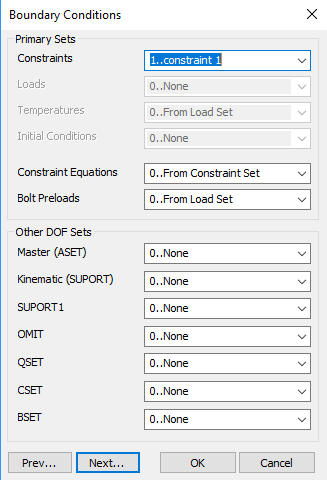 Boundary Conditions
Primary Sets
Constraints 1..constraint 1
Loads 0..None
Temperatures 0..From Load Set
Initial Conditions 0..None
Constraint Equations 0..From Constraint Set
Bolt Preloads 0..From Load Set
Other DOF Sets
Master (ASET) 0..None
Kinematic (SUPORT) 0..None
SUPORT1 0..None
OMIT 0..None
QSET 0..None
CSET 0..None
BSET 0..None
Prev... Next... OK Cancel